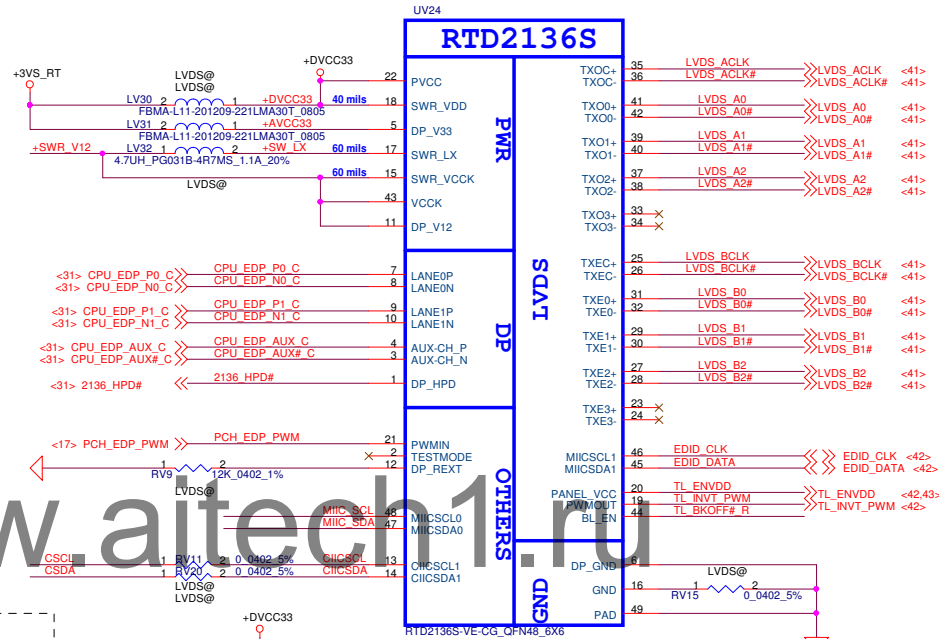 UV24
RTD2136S
+3VS_RT
LVDS@
LVDS@
+DVCC33
22 PVCC
LV30 2 1 +DVCC33 40 mils 18 SWR_VDD
FBMA-L11-201209-221LMA30T_0805
LV31 2 1 +AVCC33 5 DP_V33
FBMA-L11-201209-221LMA30T_0805
+SWR_V12 LV32 1 2 +SW_LX 60 mils 17 SWR_LX
4.7UH_PG031B-4R7MS_1.1A_20%
60 mils 15 SWR_VCCK
LVDS@
43 VCCK
11 DP_V12
PWR
<31> CPU_EDP_P0_C CPU_EDP_P0_C 7 LANE0P
<31> CPU_EDP_N0_C CPU_EDP_N0_C 8 LANE0N
<31> CPU_EDP_P1_C CPU_EDP_P1_C 9 LANE1P
<31> CPU_EDP_N1_C CPU_EDP_N1_C 10 LANE1N
<31> CPU_EDP_AUX_C CPU_EDP_AUX_C 4 AUX-CH_P
<31> CPU_EDP_AUX#_C CPU_EDP_AUX#_C 3 AUX-CH_N
<31> 2136_HPD# 2136_HPD# 1 DP_HPD
DP
<17> PCH_EDP_PWM PCH_EDP_PWM 21 PWMIN
2 TESTMODE
RV9 1 2 12K_0402_1% 12 DP_REXT
LVDS@
MIIC_SCL 48 MIICSCL0
MIIC_SDA 47 MIICSDA0
CSCL RV11 1 2 0_0402_5% CIICSCL 13 CIICSCL1
CSDA RV20 1 2 0_0402_5% CIICSDA 14 CIICSDA1
LVDS@
LVDS@
OTHERS
+DVCC33
LVDS
TXOC+ 35 LVDS_ACLK LVDS_ACLK <41>
TXOC- 36 LVDS_ACLK# LVDS_ACLK# <41>
TXO0+ 41 LVDS_A0 LVDS_A0 <41>
TXO0- 42 LVDS_A0# LVDS_A0# <41>
TXO1+ 39 LVDS_A1 LVDS_A1 <41>
TXO1- 40 LVDS_A1# LVDS_A1# <41>
TXO2+ 37 LVDS_A2 LVDS_A2 <41>
TXO2- 38 LVDS_A2# LVDS_A2# <41>
TXO3+ 33
TXO3- 34
TXEC+ 25 LVDS_BCLK LVDS_BCLK <41>
TXEC- 26 LVDS_BCLK# LVDS_BCLK# <41>
TXE0+ 31 LVDS_B0 LVDS_B0 <41>
TXE0- 32 LVDS_B0# LVDS_B0# <41>
TXE1+ 29 LVDS_B1 LVDS_B1 <41>
TXE1- 30 LVDS_B1# LVDS_B1# <41>
TXE2+ 27 LVDS_B2 LVDS_B2 <41>
TXE2- 28 LVDS_B2# LVDS_B2# <41>
TXE3+ 23
TXE3- 24
MIICSCL1 46 EDID_CLK EDID_CLK <42>
MIICSDA1 45 EDID_DATA EDID_DATA <42>
PANEL_VCC 20 TL_ENVDD TL_ENVDD <42,43>
PWMOUT 19 TL_INVT_PWM TL_INVT_PWM <42>
BL_EN 44 TL_BKOFF#_R
GND
DP_GND 6
GND 16 RV15 1 2 0_0402_5%
LVDS@
PAD 49
RTD2136S-VE-CG_QFN48_6X6
w.aitech1.ru